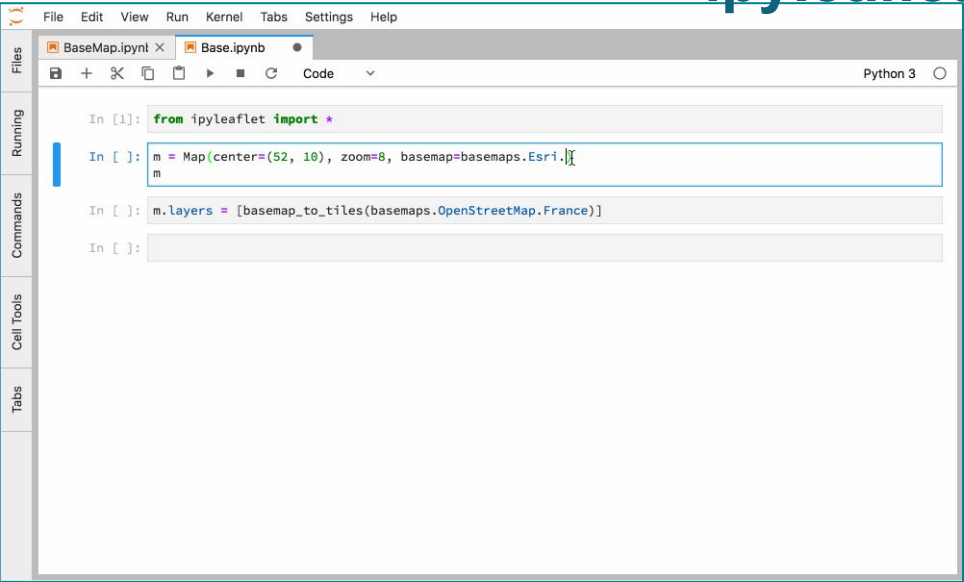 ipyleaflet
File Edit View Run Kernel Tabs Settings Help
Files
Running
Commands
Cell Tools
Tabs
BaseMap.ipynb × Base.ipynb
Code
Python 3
In [1]: from ipyleaflet import *
In [ ]: m = Map(center=(52, 10), zoom=8, basemap=basemaps.Esri.)
m
In [ ]: m.layers = [basemap_to_tiles(basemaps.OpenStreetMap.France)]
In [ ]: